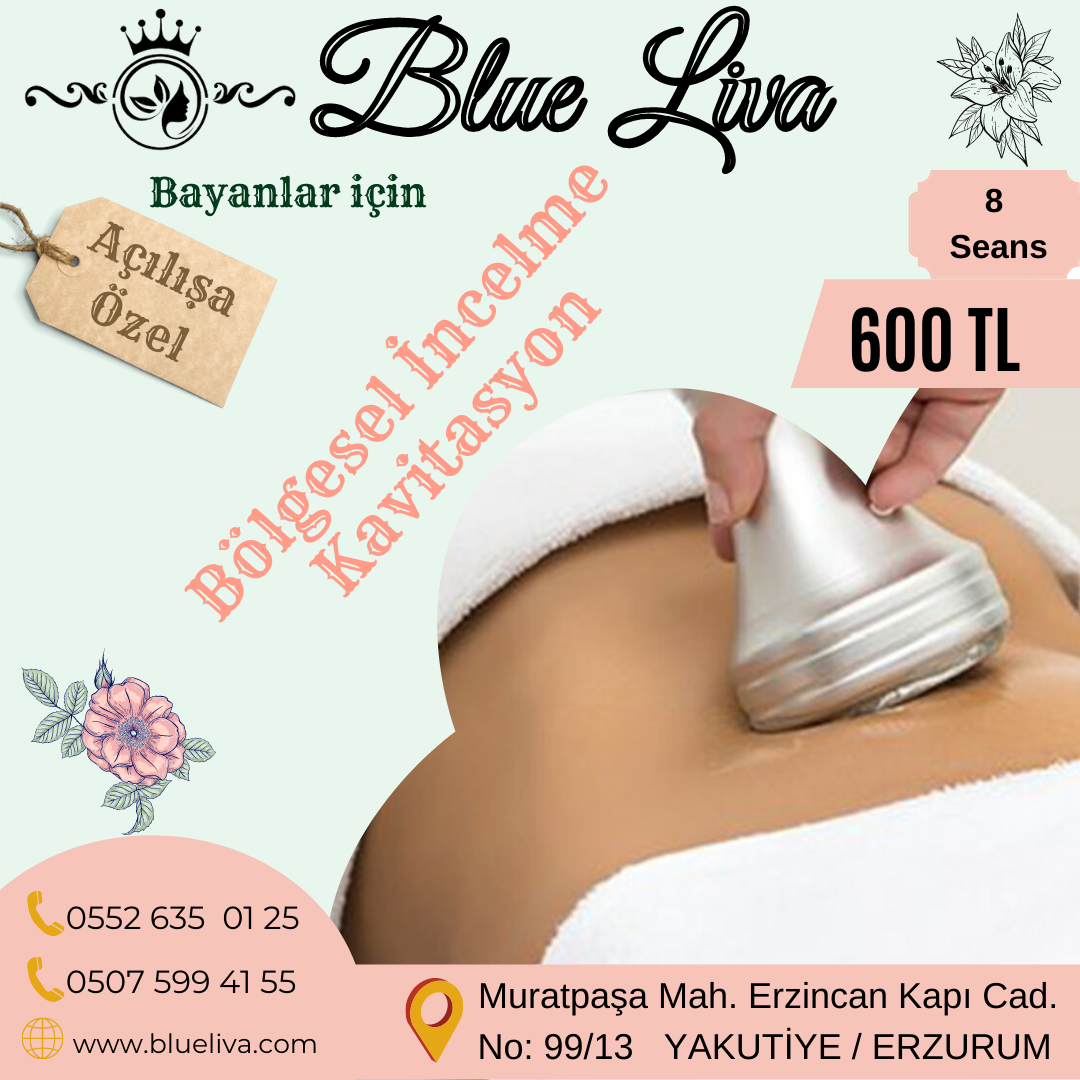 Blue Liva
Bayanlar için
Açılışa
Özel
Bölgesel İncelme
Kavitasyon
8
Seans
600 TL
0552 635 01 25
0507 599 41 55
www.blueliva.com
Muratpaşa Mah. Erzincan Kapı Cad.
No: 99/13 YAKUTİYE / ERZURUM